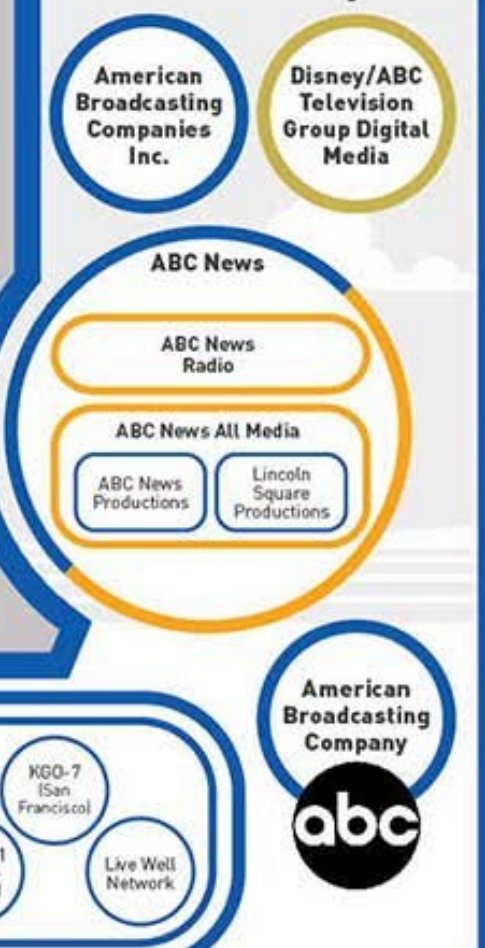 American
Broadcasting
Companies
Inc.
Disney/ABC
Television
Group Digital
Media
ABC News
ABC News
Radio
ABC News All Media
ABC News
Productions
Lincoln
Square
Productions
American
Broadcasting
Company
abc
KGO-7
(San
Francisco)
Live Well
Network